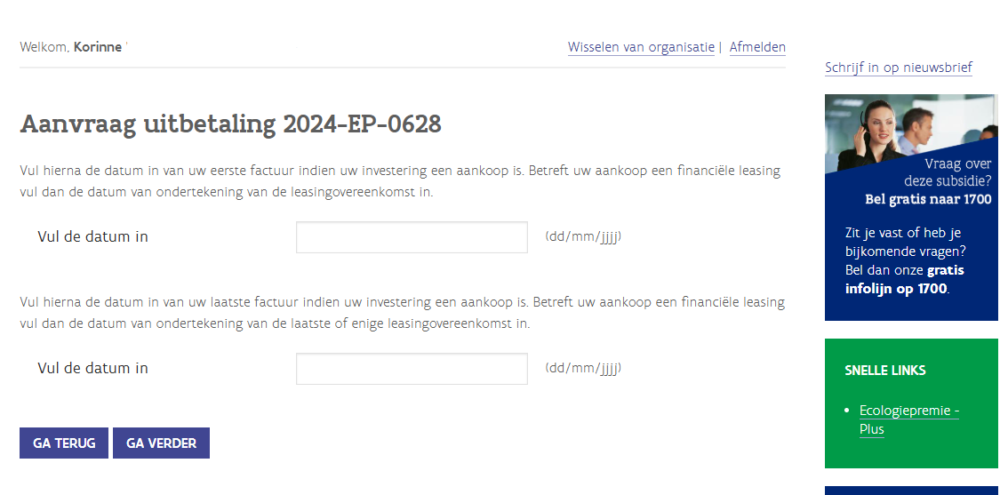 Welkom, Korinne
Wisselen van organisatie | Afmelden
Aanvraag uitbetaling 2024-EP-0628
Vul hierna de datum in van uw eerste factuur indien uw investering een aankoop is. Betreft uw aankoop een financiële leasing
vul dan de datum van ondertekening van de leasingovereenkomst in.
Vul de datum in (dd/mm/jjjj)
Vul hierna de datum in van uw laatste factuur indien uw investering een aankoop is. Betreft uw aankoop een financiële leasing
vul dan de datum van ondertekening van de laatste of enige leasingovereenkomst in.
Vul de datum in (dd/mm/jjjj)
GA TERUG GA VERDER
Schrijf in op nieuwsbrief
Vraag over
deze subsidie?
Bel gratis naar 1700
Zit je vast of heb je
bijkomende vragen?
Bel dan onze gratis
infolijn op 1700.
SNELLE LINKS
• Ecologiepremie -
Plus